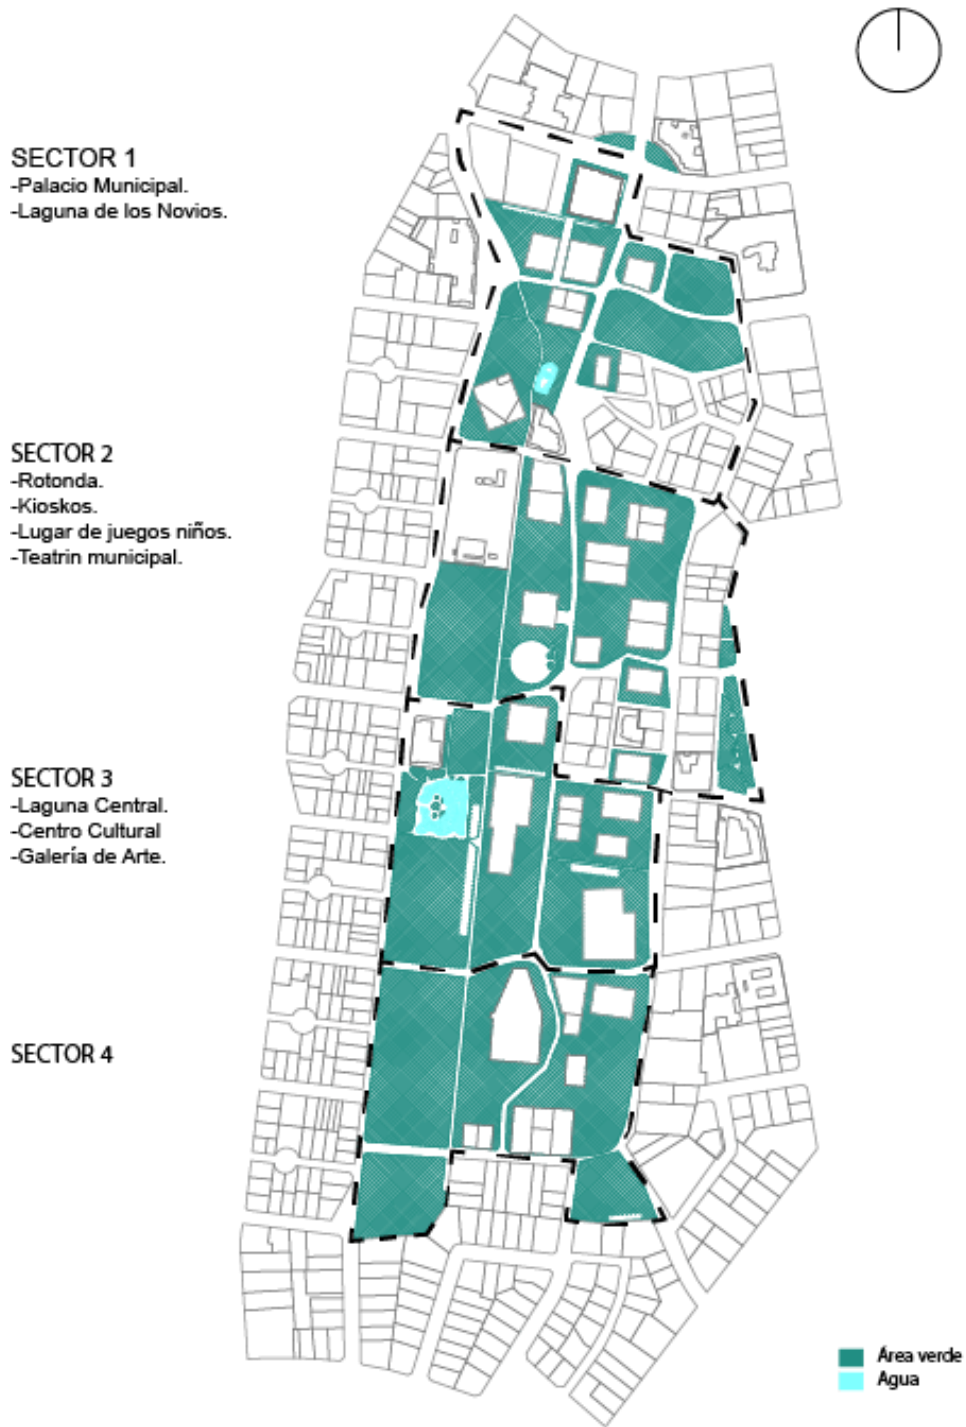 SECTOR 1
-Palacio Municipal.
-Laguna de los Novios.
SECTOR 2
-Rotonda.
-Kioskos.
-Lugar de juegos niños.
-Teatrin municipal.
SECTOR 3
-Laguna Central.
-Centro Cultural
-Galería de Arte.
SECTOR 4
Área verde
Agua